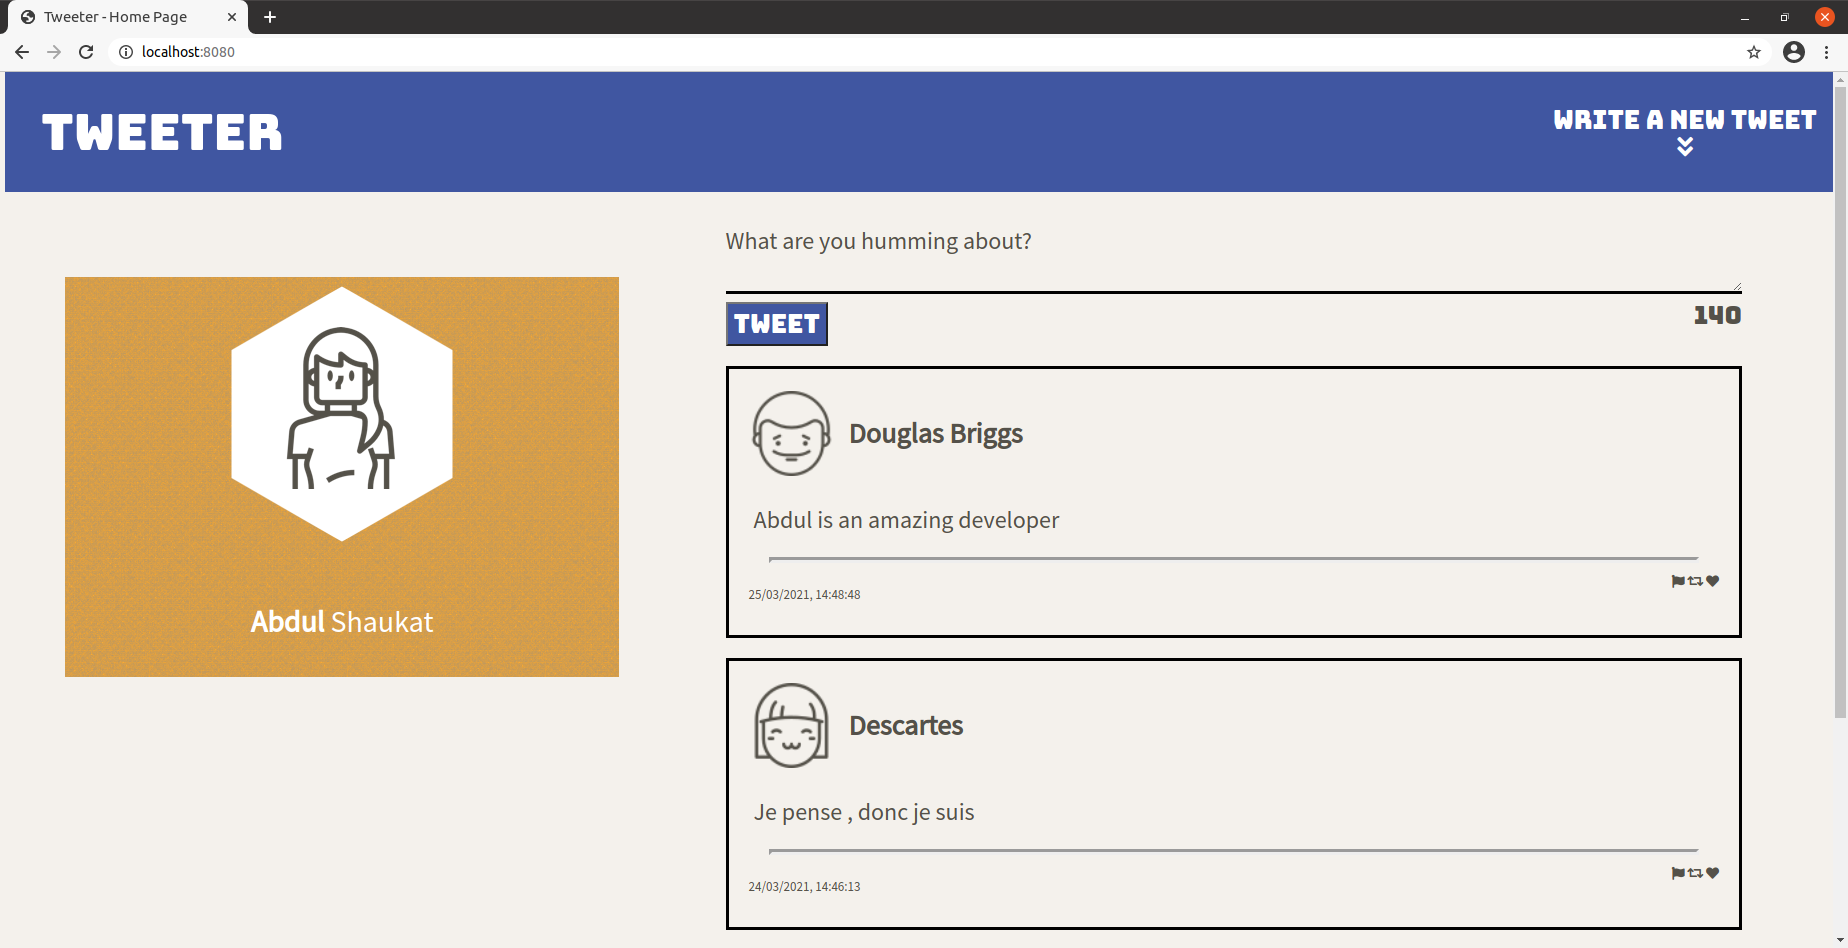 Tweeter - Home Page
localhost:8080
TWEETER
WRITE A NEW TWEET
What are you humming about?
TWEET
140
Abdul Shaukat
Douglas Briggs
Abdul is an amazing developer
25/03/2021, 14:48:48
Descartes
Je pense , donc je suis
24/03/2021, 14:46:13